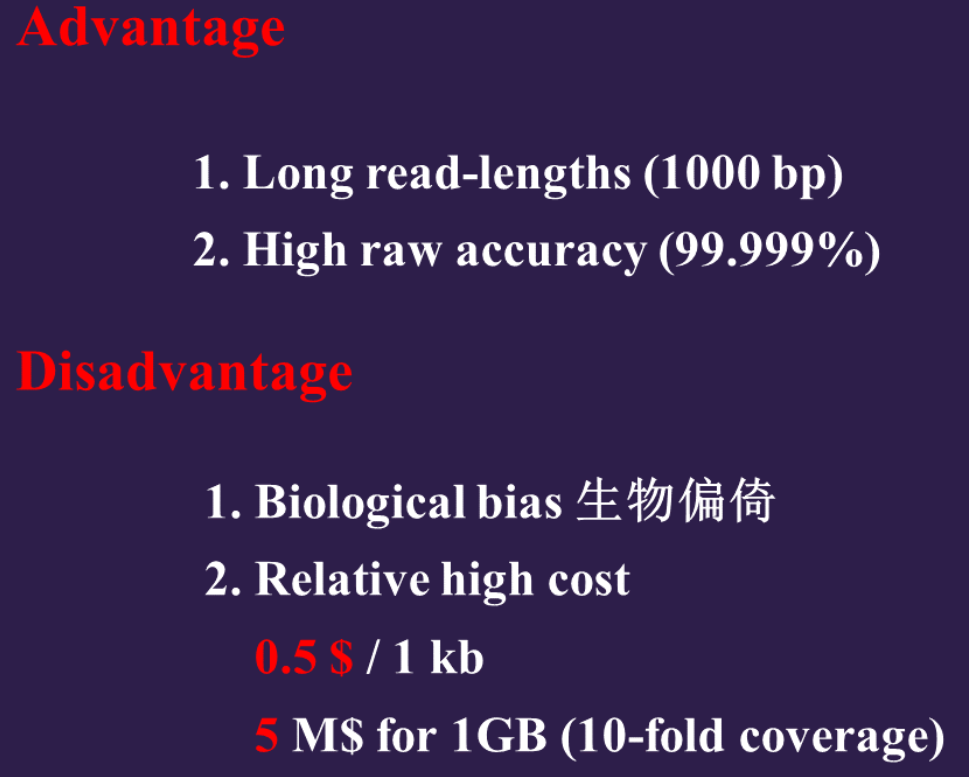 Advantage
1. Long read-lengths (1000 bp)
2. High raw accuracy (99.999%)
Disadvantage
1. Biological bias 生物偏倚
2. Relative high cost
0.5 $ / 1 kb
5 M$ for 1GB (10-fold coverage)